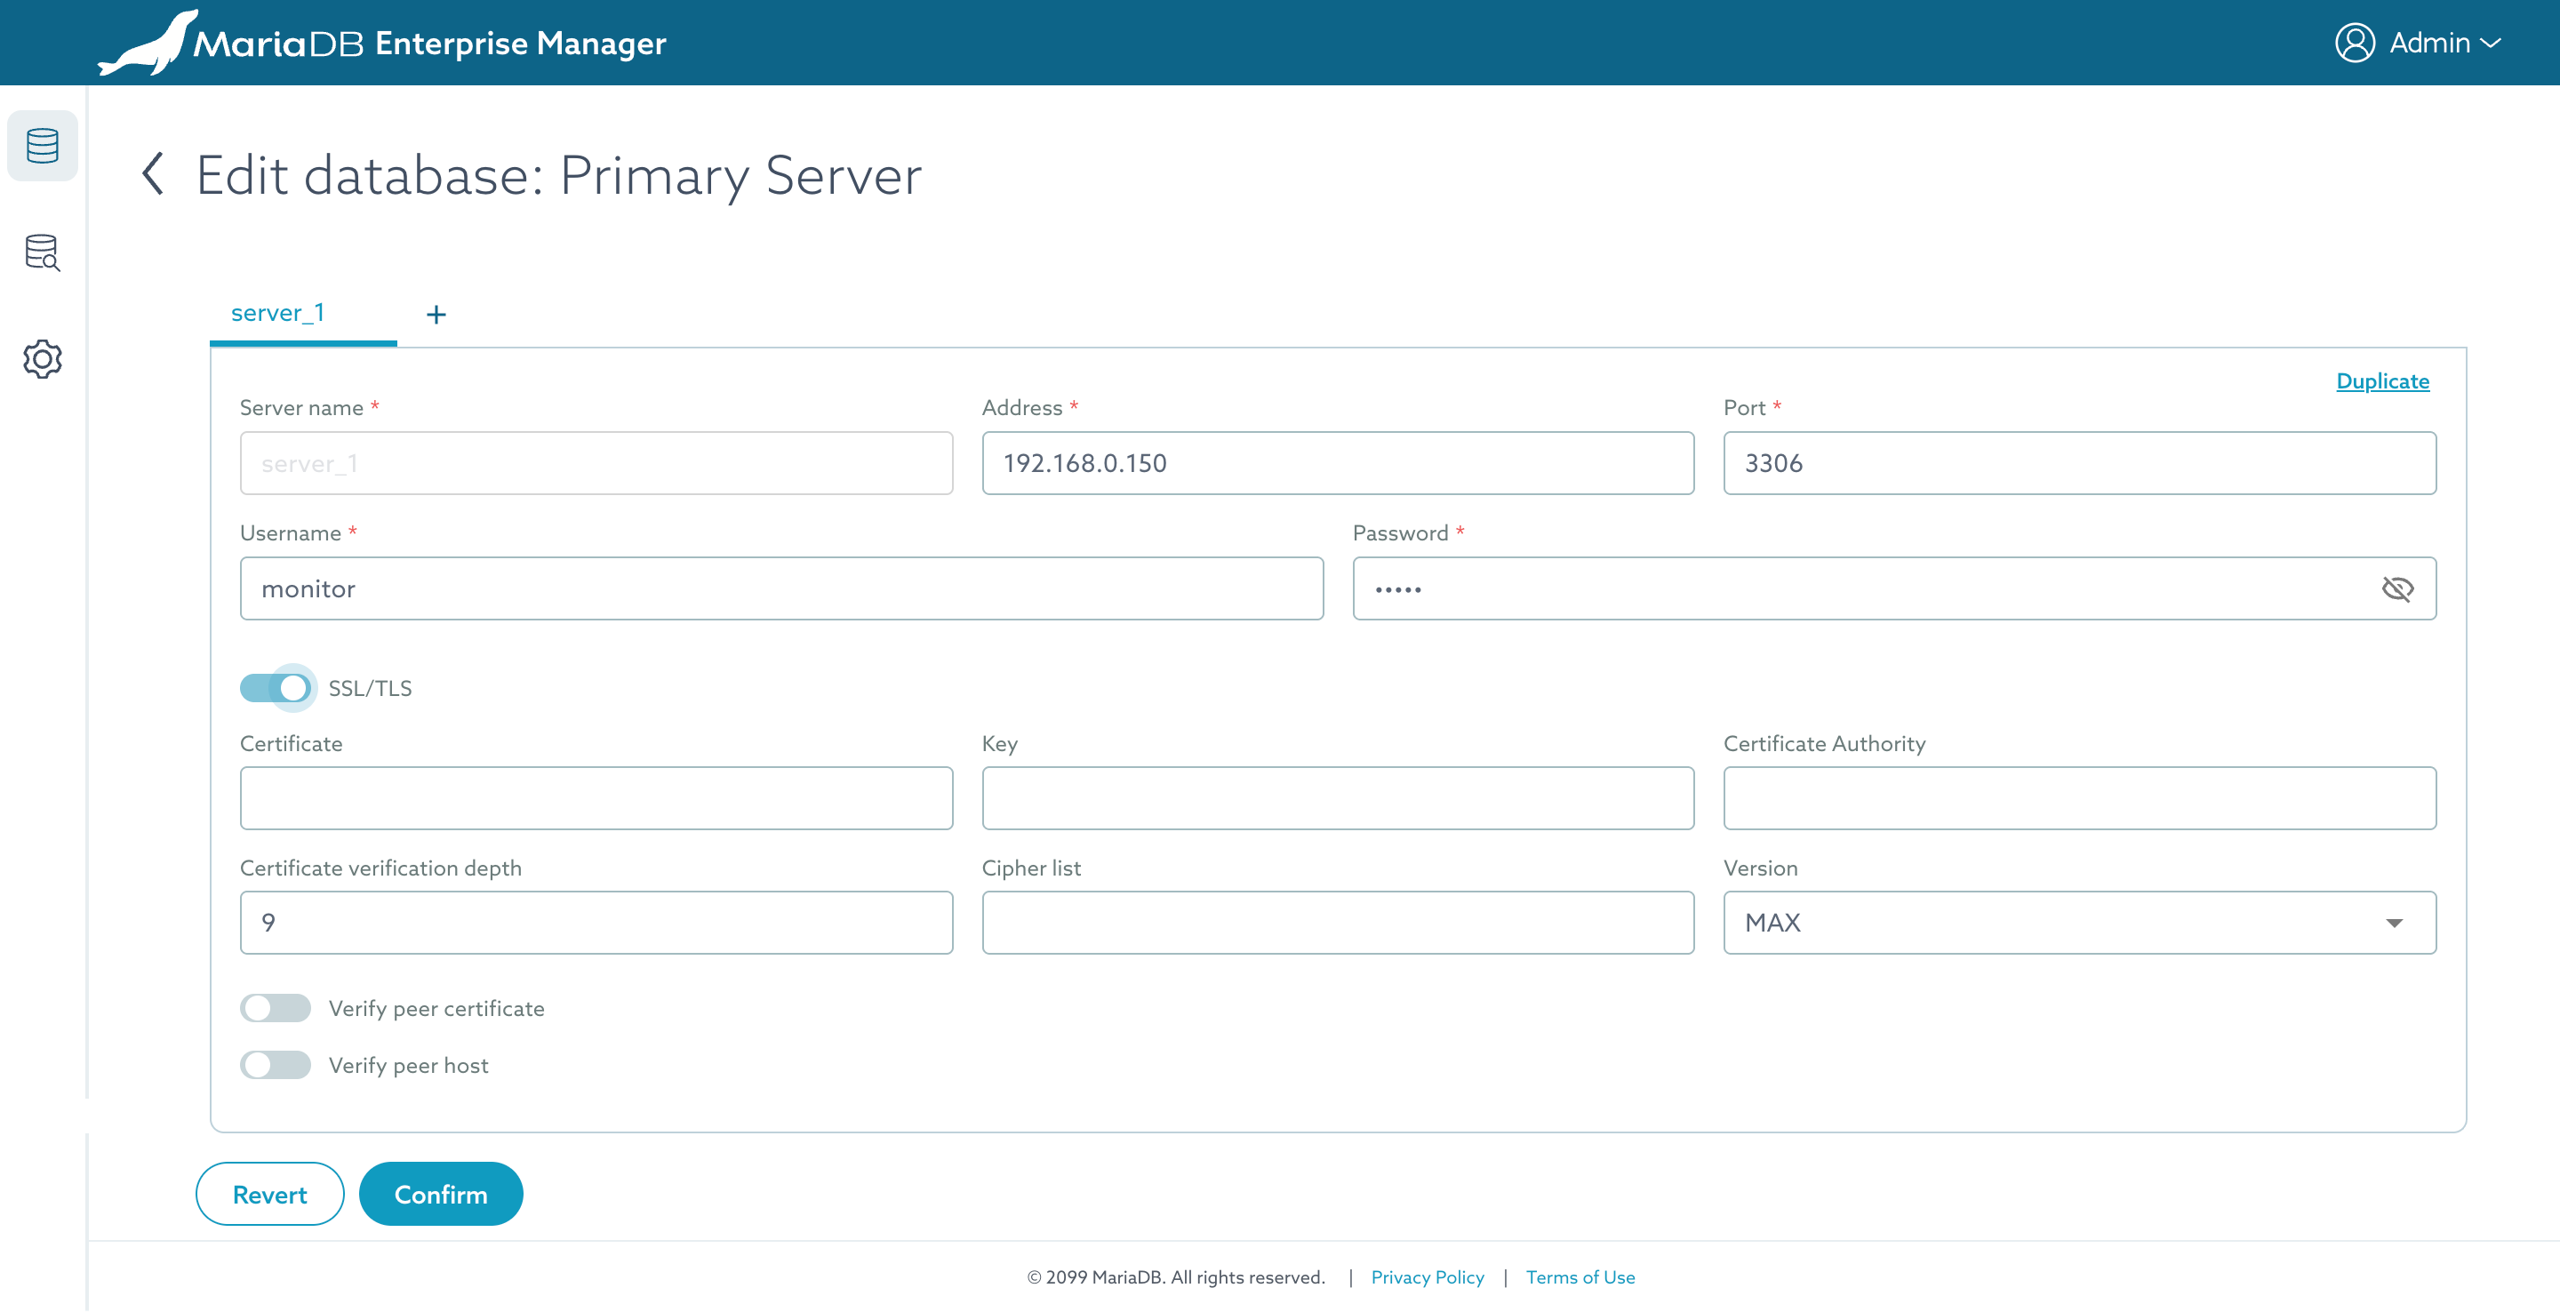 MariaDB Enterprise Manager
Admin
Edit database: Primary Server
server_1 +
Duplicate
Server name * Address * Port *
server_1 192.168.0.150 3306
Username * Password *
monitor •••••
SSL/TLS
Certificate Key Certificate Authority
Certificate verification depth Cipher list Version
9 MAX
Verify peer certificate
Verify peer host
Revert Confirm
© 2099 MariaDB. All rights reserved. | Privacy Policy | Terms of Use